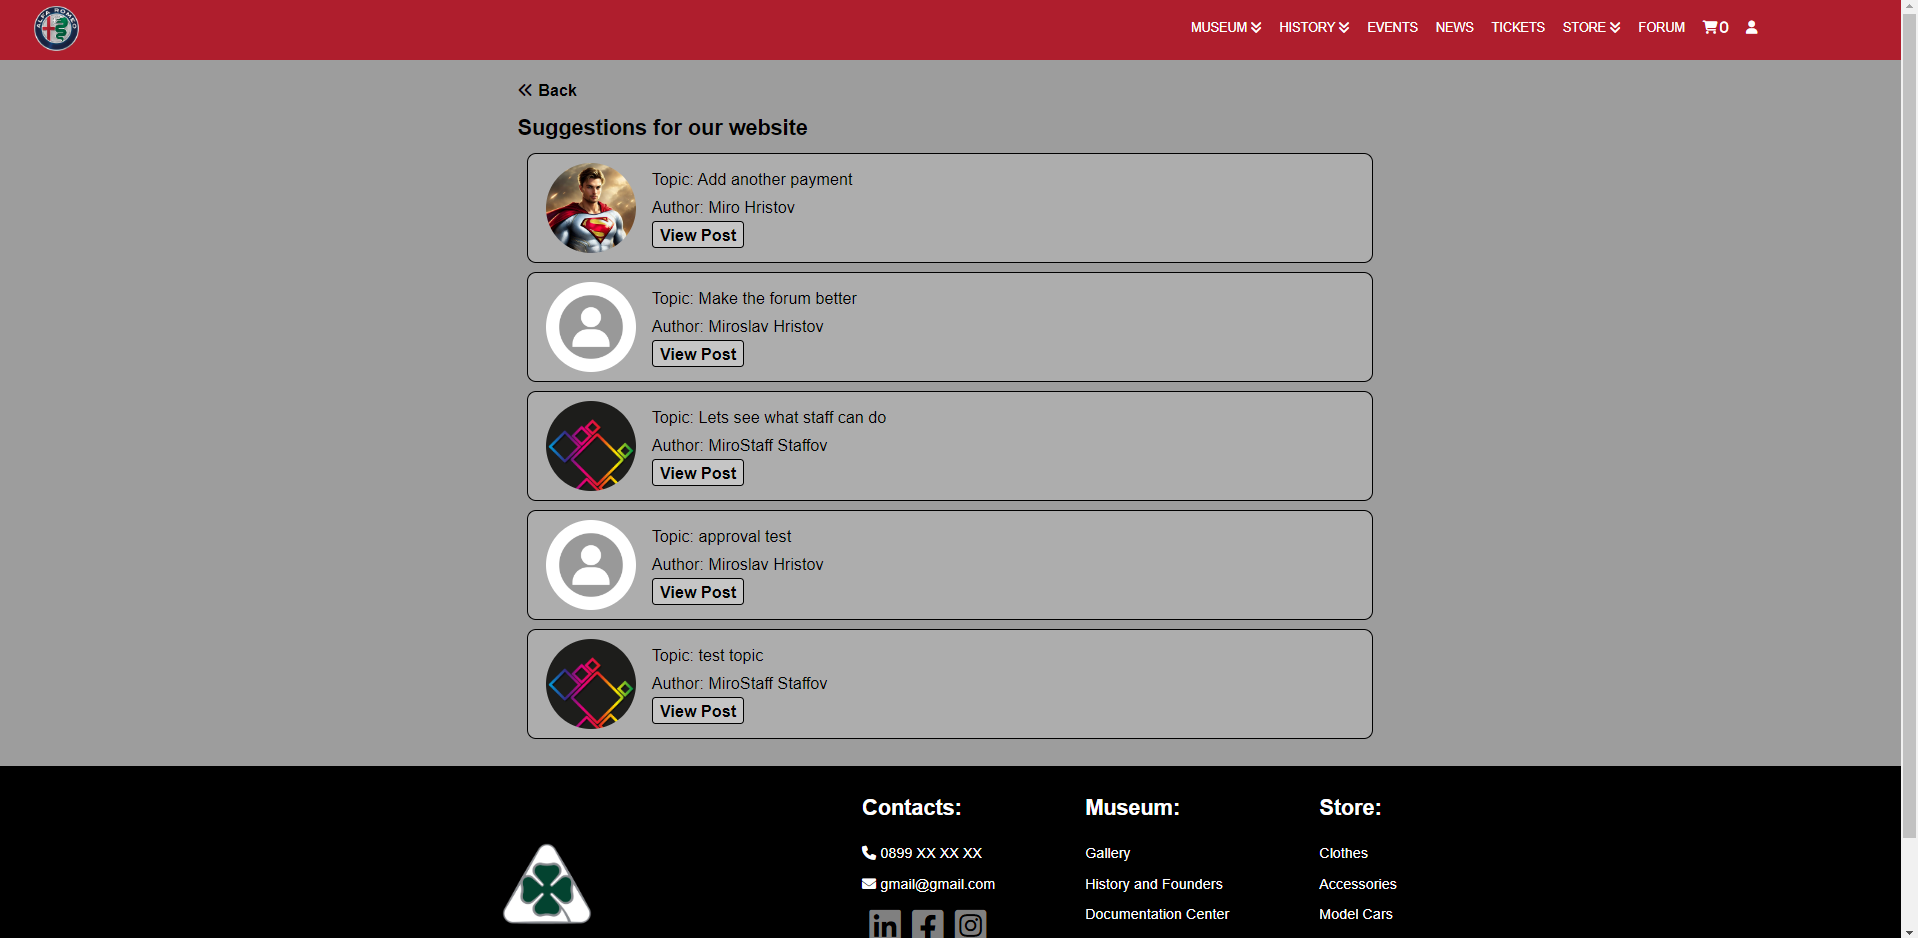 ALFA ROMEO
MUSEUM HISTORY EVENTS NEWS TICKETS STORE FORUM 0
Back
Suggestions for our website
Topic: Add another payment
Author: Miro Hristov
View Post
Topic: Make the forum better
Author: Miroslav Hristov
View Post
Topic: Lets see what staff can do
Author: MiroStaff Staffov
View Post
Topic: approval test
Author: Miroslav Hristov
View Post
Topic: test topic
Author: MiroStaff Staffov
View Post
Contacts:
0899 XX XX XX
gmail@gmail.com
in
Museum:
Gallery
History and Founders
Documentation Center
Store:
Clothes
Accessories
Model Cars